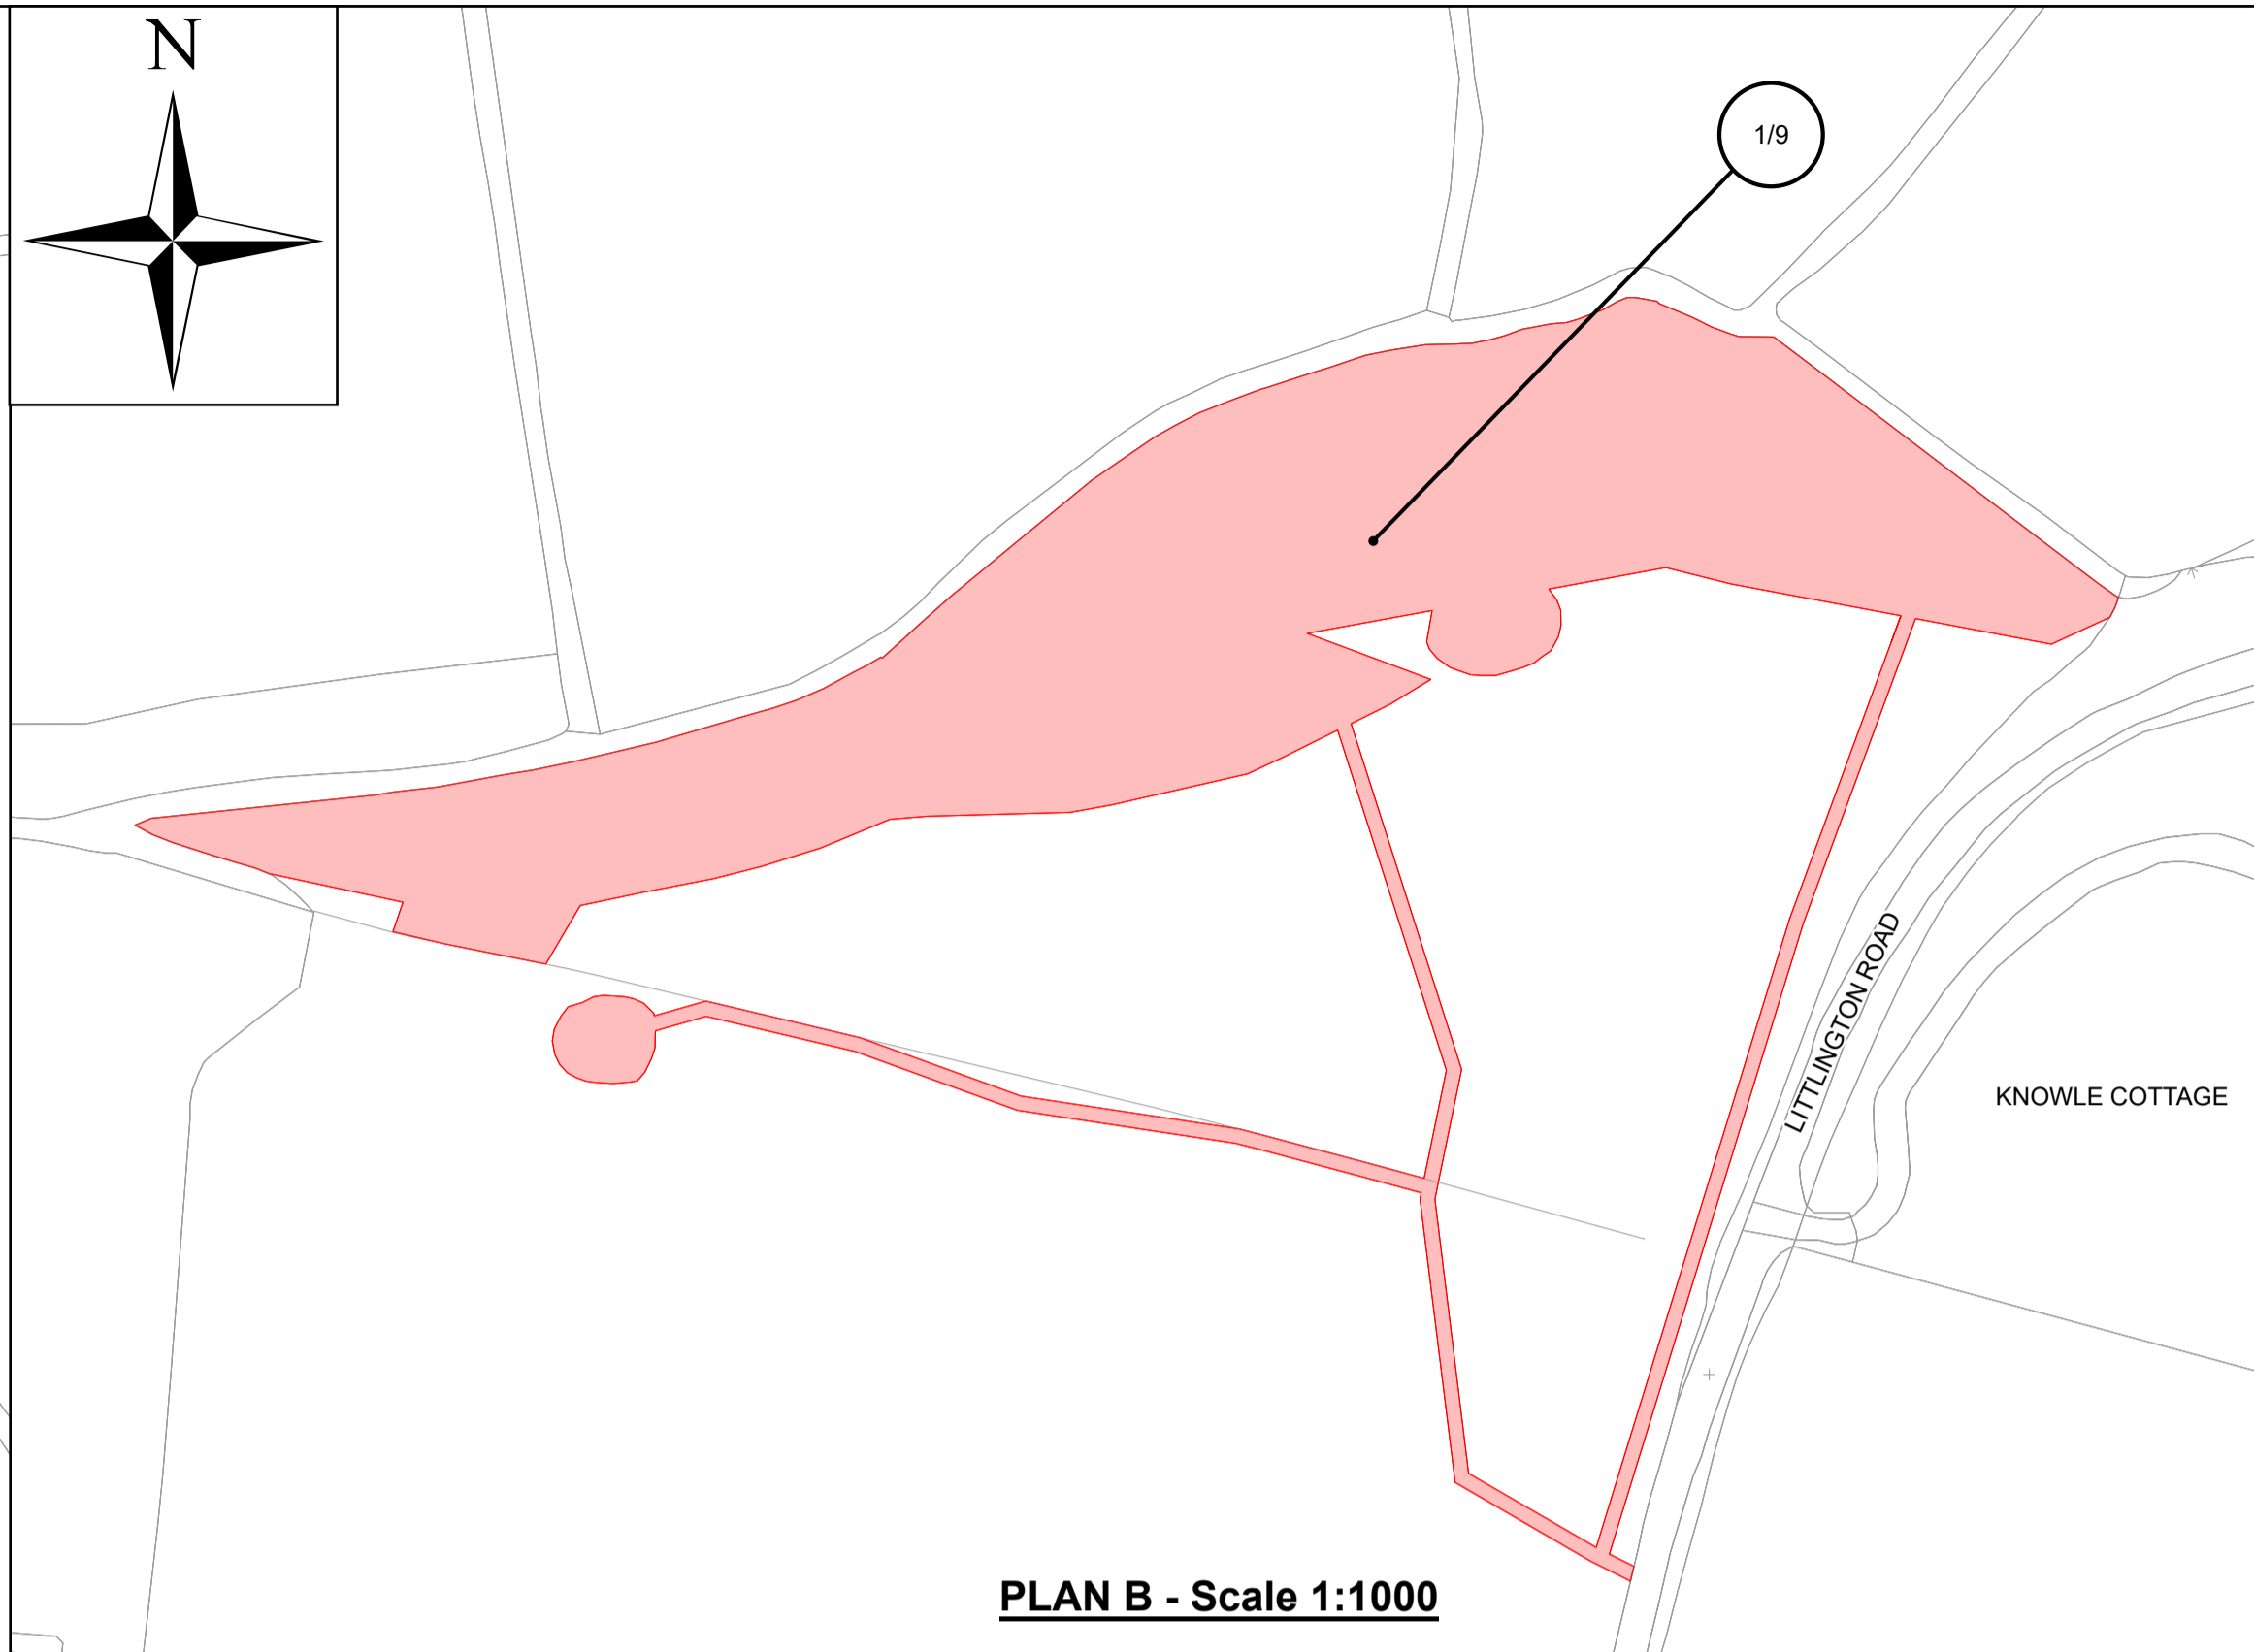 N
1/9
LITTLINGTON ROAD
KNOWLE COTTAGE
PLAN B - Scale 1:1000